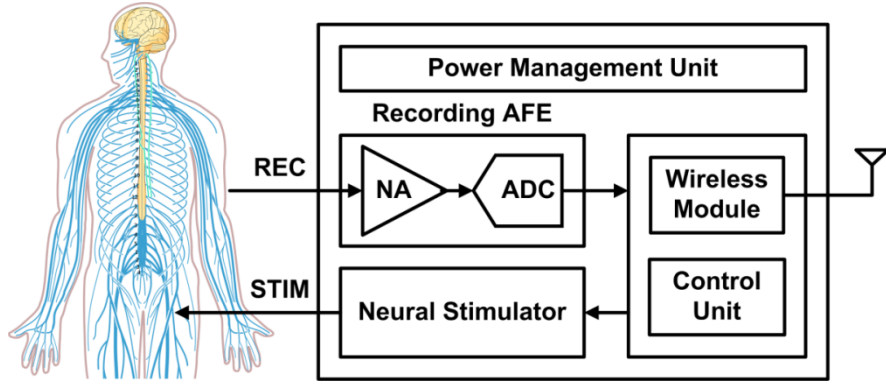 Power Management Unit
Recording AFE
REC
NA
ADC
Wireless
Module
STIM
Neural Stimulator
Control
Unit